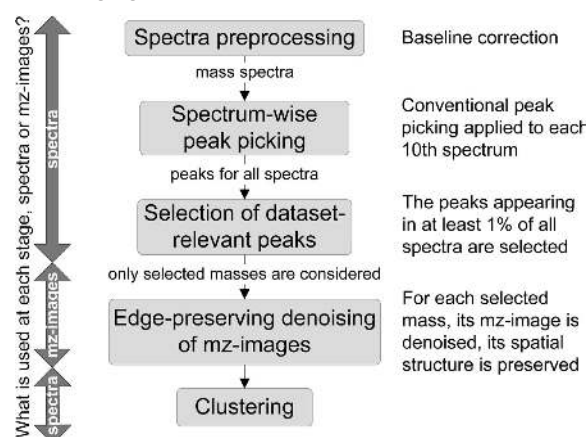 What is used at each stage, spectra or mz-images?
spectra
mz-images
spectra
Spectra preprocessing
Baseline correction
mass spectra
Spectrum-wise
peak picking
Conventional peak
picking applied to each
10th spectrum
peaks for all spectra
Selection of dataset-
relevant peaks
The peaks appearing
in at least 1% of all
spectra are selected
only selected masses are considered
Edge-preserving denoising
of mz-images
For each selected
mass, its mz-image is
denoised, its spatial
structure is preserved
Clustering